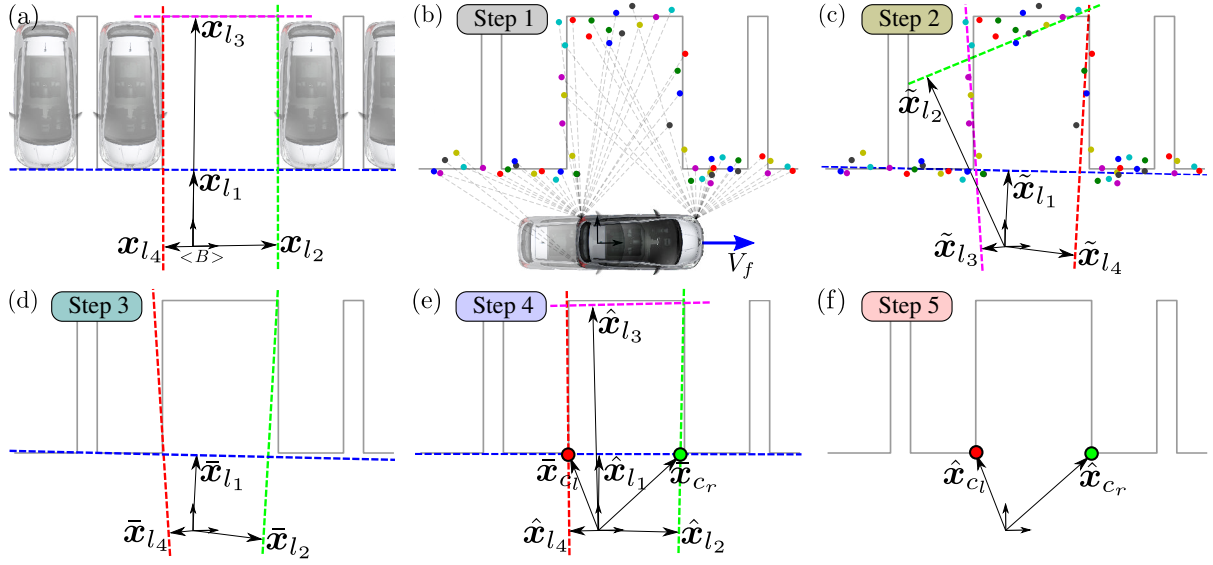 (a)
x_{l_3}
x_{l_1}
x_{l_4}
<B>
x_{l_2}
(b) Step 1
V_f
(c) Step 2
x̃_{l_2}
x̃_{l_1}
x̃_{l_3}
x̃_{l_4}
(d) Step 3
x̄_{l_1}
x̄_{l_4}
x̄_{l_2}
(e) Step 4
x̂_{l_3}
x̄_{c_l} x̂_{l_1} x̄_{c_r}
x̂_{l_4} x̂_{l_2}
(f) Step 5
x̂_{c_l} x̂_{c_r}